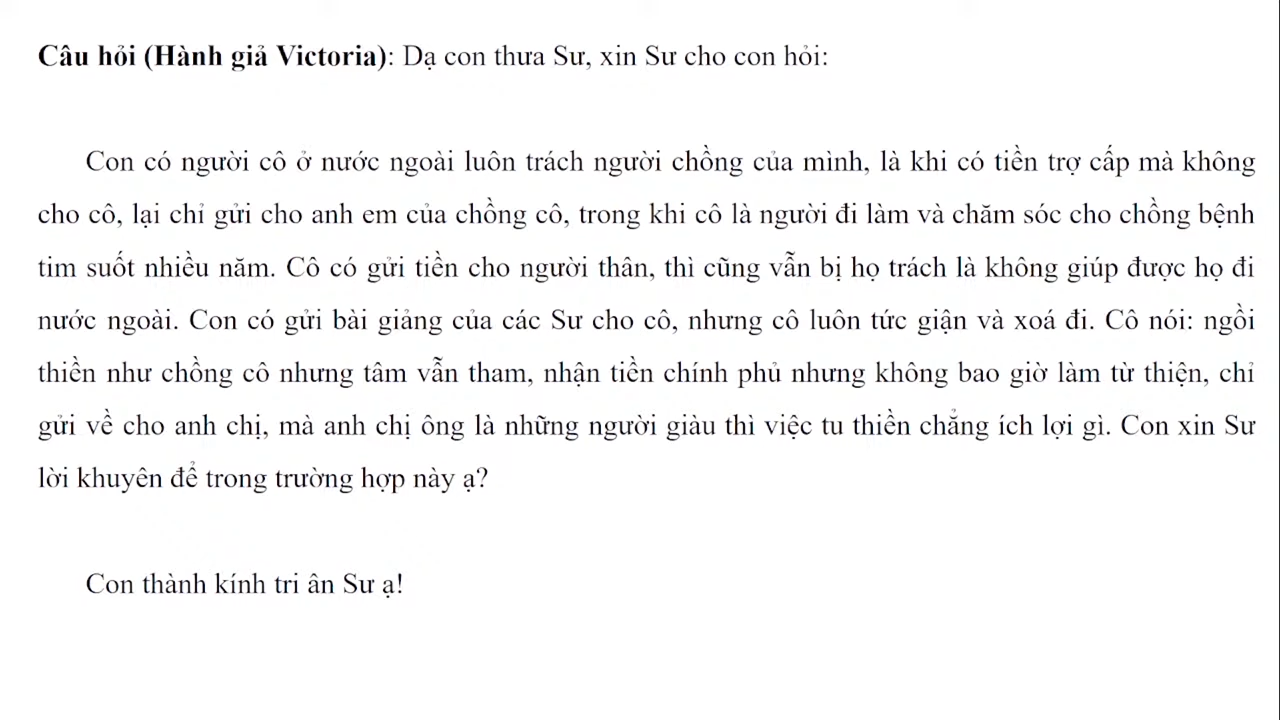 Câu hỏi (Hành giả Victoria): Dạ con thưa Sư, xin Sư cho con hỏi:
Con có người cô ở nước ngoài luôn trách người chồng của mình, là khi có tiền trợ cấp mà không
cho cô, lại chỉ gửi cho anh em của chồng cô, trong khi cô là người đi làm và chăm sóc cho chồng bệnh
tim suốt nhiều năm. Cô có gửi tiền cho người thân, thì cũng vẫn bị họ trách là không giúp được họ đi
nước ngoài. Con có gửi bài giảng của các Sư cho cô, nhưng cô luôn tức giận và xoá đi. Cô nói: ngồi
thiền như chồng cô nhưng tâm vẫn tham, nhận tiền chính phủ nhưng không bao giờ làm từ thiện, chỉ
gửi về cho anh chị, mà anh chị ông là những người giàu thì việc tu thiền chẳng ích lợi gì. Con xin Sư
lời khuyên để trong trường hợp này ạ?
Con thành kính tri ân Sư ạ!